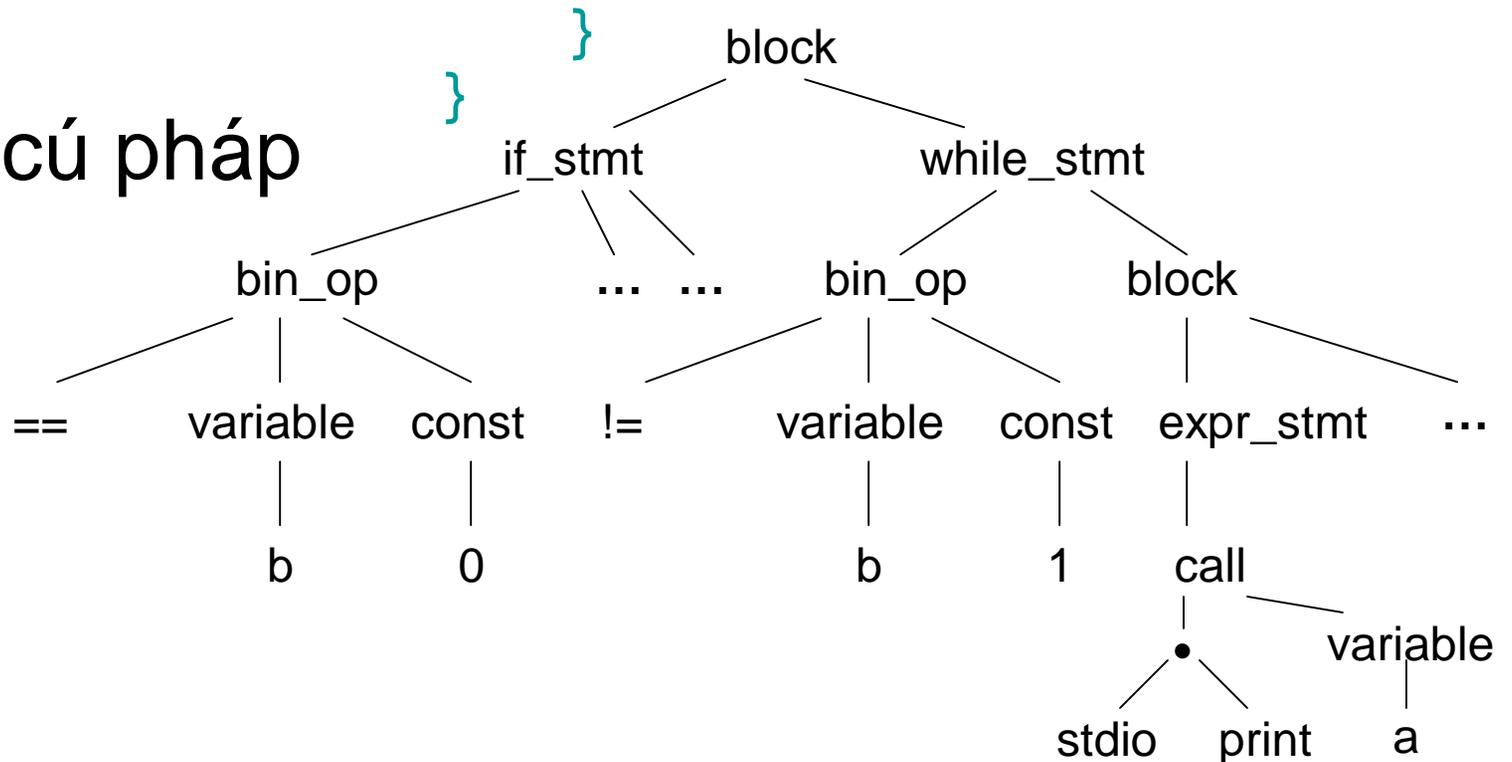 }
block
}
cú pháp
if_stmt while_stmt
bin_op ... ... bin_op block
== variable const != variable const expr_stmt ...
b 0 b 1 call
variable
stdio print a